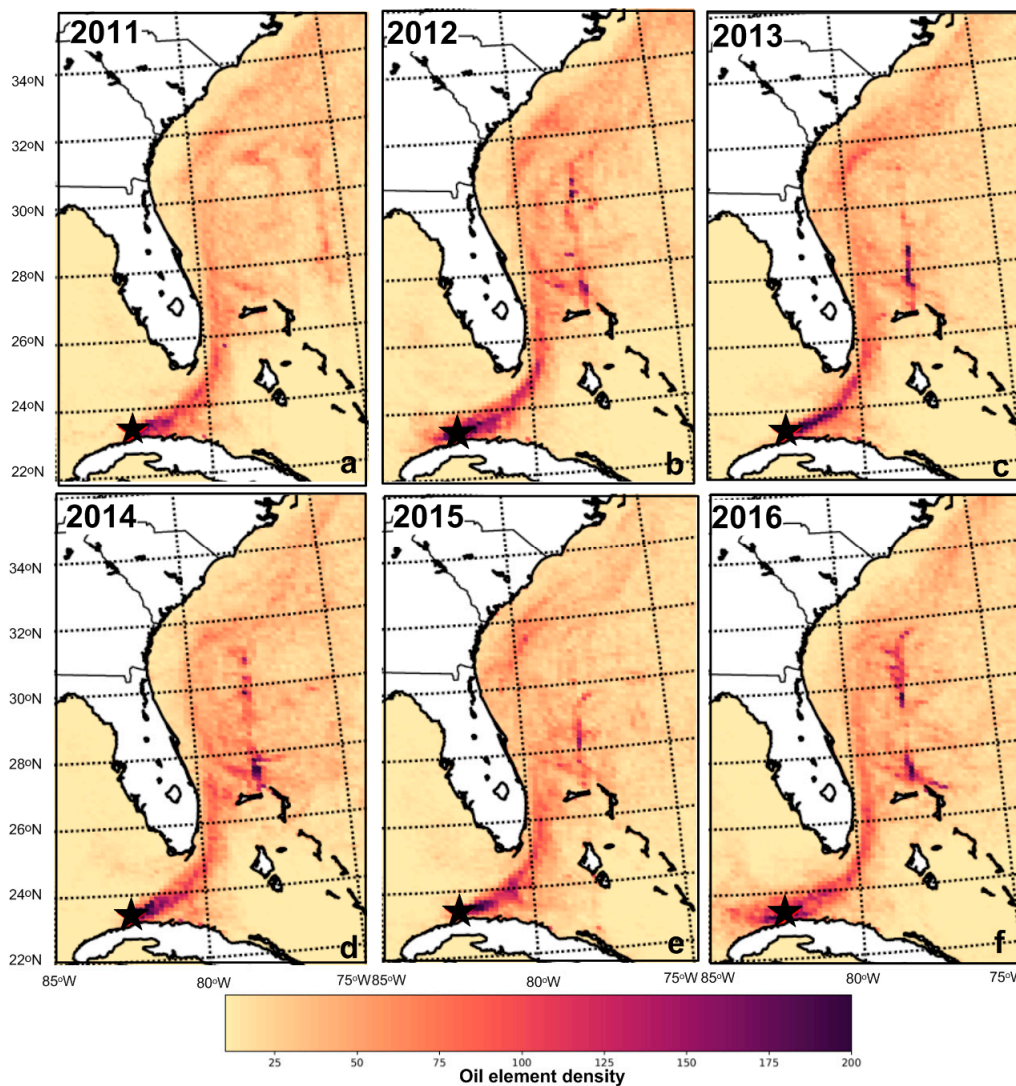 2011
2012
2013
34ºN
32ºN
30ºN
28ºN
26ºN
24ºN
22ºN
a
b
c
2014
2015
2016
34ºN
32ºN
30ºN
28ºN
26ºN
24ºN
22ºN
d
e
f
85ºW 80ºW 75ºW 85ºW 80ºW 75ºW 85ºW 80ºW 75ºW
25 50 75 100 125 150 175 200
Oil element density